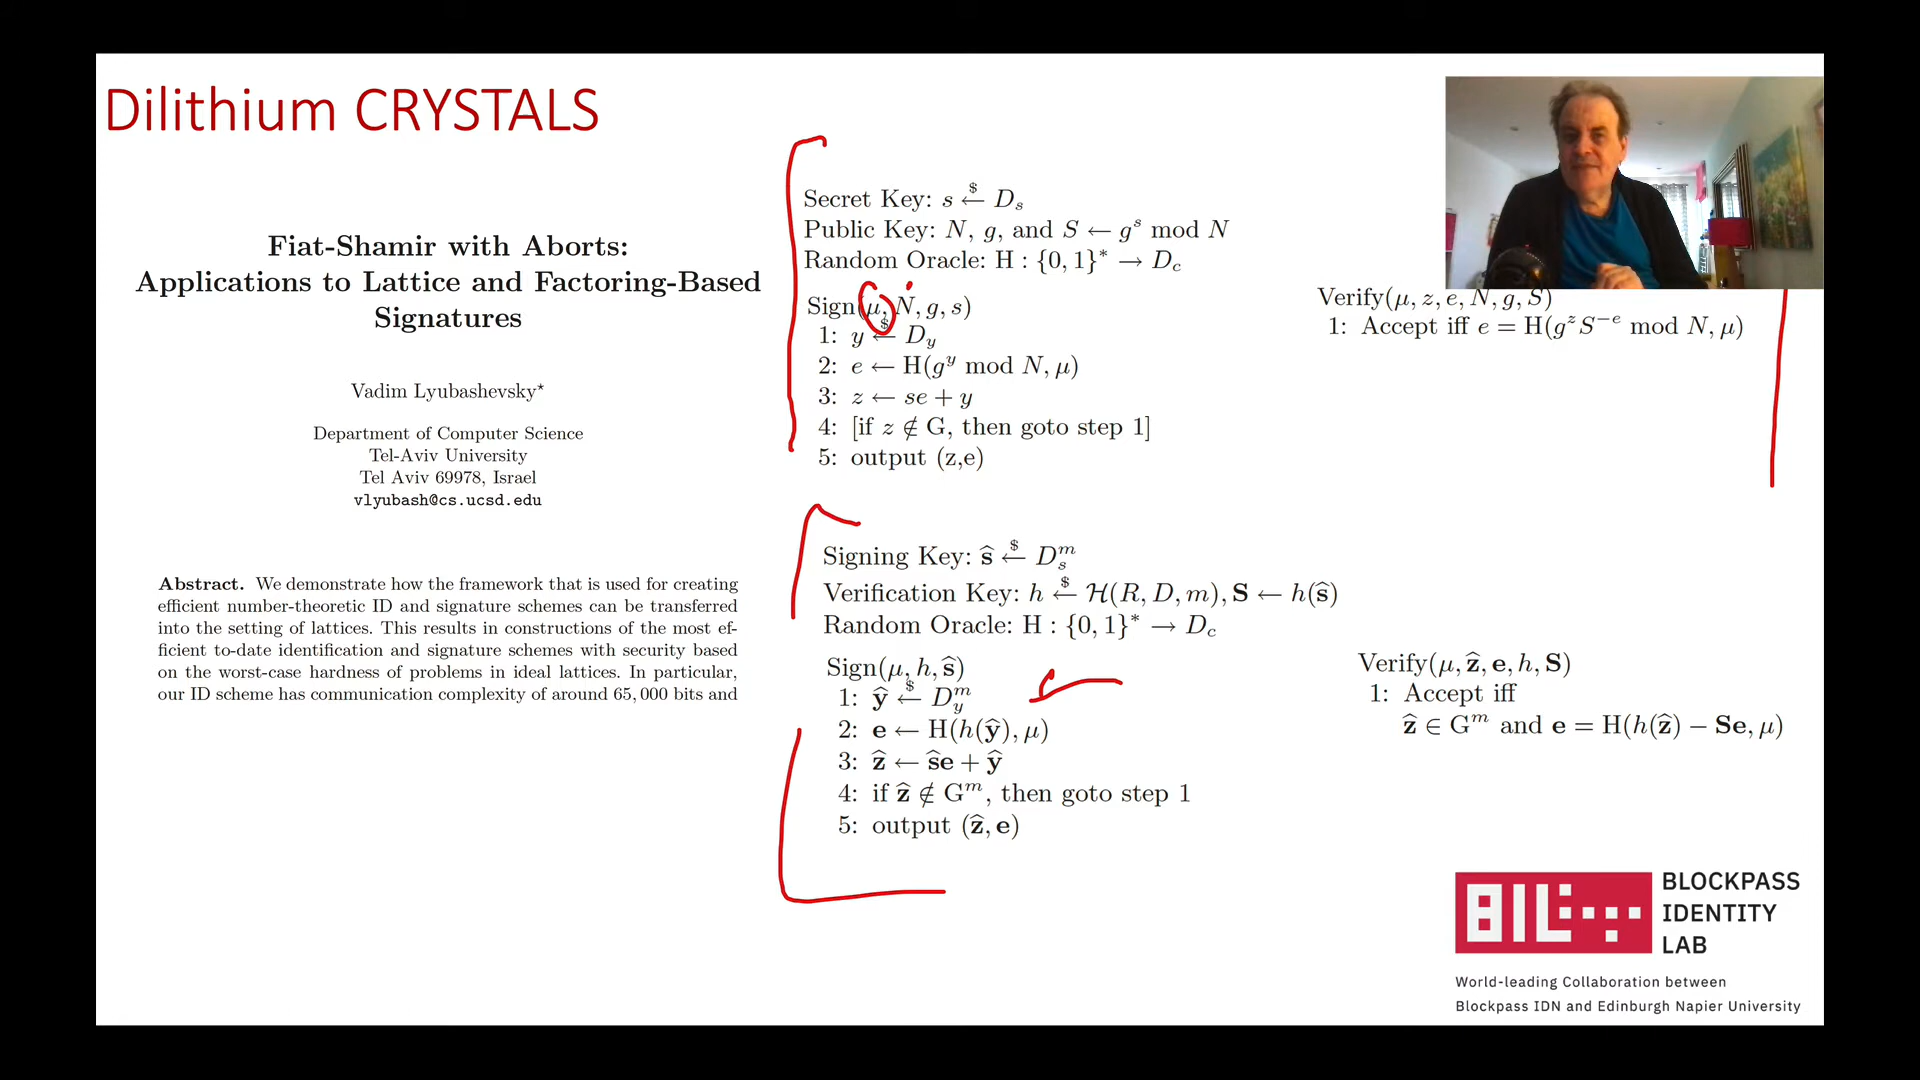 Dilithium CRYSTALS
Fiat-Shamir with Aborts:
Applications to Lattice and Factoring-Based
Signatures
Vadim Lyubashevsky*
Department of Computer Science
Tel-Aviv University
Tel Aviv 69978, Israel
vlyubash@cs.ucsd.edu
Abstract. We demonstrate how the framework that is used for creating
efficient number-theoretic ID and signature schemes can be transferred
into the setting of lattices. This results in constructions of the most ef-
ficient to-date identification and signature schemes with security based
on the worst-case hardness of problems in ideal lattices. In particular,
our ID scheme has communication complexity of around 65,000 bits and
Secret Key: s $← D_s
Public Key: N, g, and S ← g^s mod N
Random Oracle: H : {0, 1}* → D_c
Sign(μ, N, g, s)
1: y $← D_y
2: e ← H(g^y mod N, μ)
3: z ← se + y
4: [if z ∉ G, then goto step 1]
5: output (z,e)
Verify(μ, z, e, N, g, S)
1: Accept iff e = H(g^z S^−e mod N, μ)
Signing Key: ŝ $← D_s^m
Verification Key: h $← ℋ(R, D, m), S ← h(ŝ)
Random Oracle: H : {0, 1}* → D_c
Sign(μ, h, ŝ)
1: ŷ $← D_y^m
2: e ← H(h(ŷ), μ)
3: ẑ ← ŝe + ŷ
4: if ẑ ∉ G^m, then goto step 1
5: output (ẑ, e)
Verify(μ, ẑ, e, h, S)
1: Accept iff
ẑ ∈ G^m and e = H(h(ẑ) − Se, μ)
BIL
BLOCKPASS
IDENTITY
LAB
World-leading Collaboration between
Blockpass IDN and Edinburgh Napier University